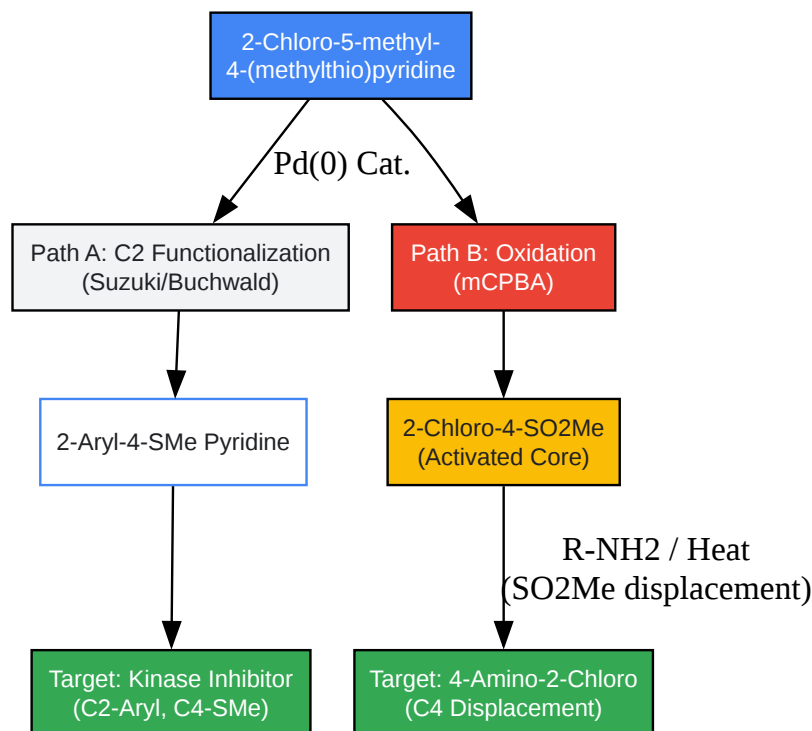 2-Chloro-5-methyl-
4-(methylthio)pyridine
Pd(0) Cat.
Path A: C2 Functionalization
(Suzuki/Buchwald)
Path B: Oxidation
(mCPBA)
2-Aryl-4-SMe Pyridine
2-Chloro-4-SO2Me
(Activated Core)
R-NH2 / Heat
(SO2Me displacement)
Target: Kinase Inhibitor
(C2-Aryl, C4-SMe)
Target: 4-Amino-2-Chloro
(C4 Displacement)